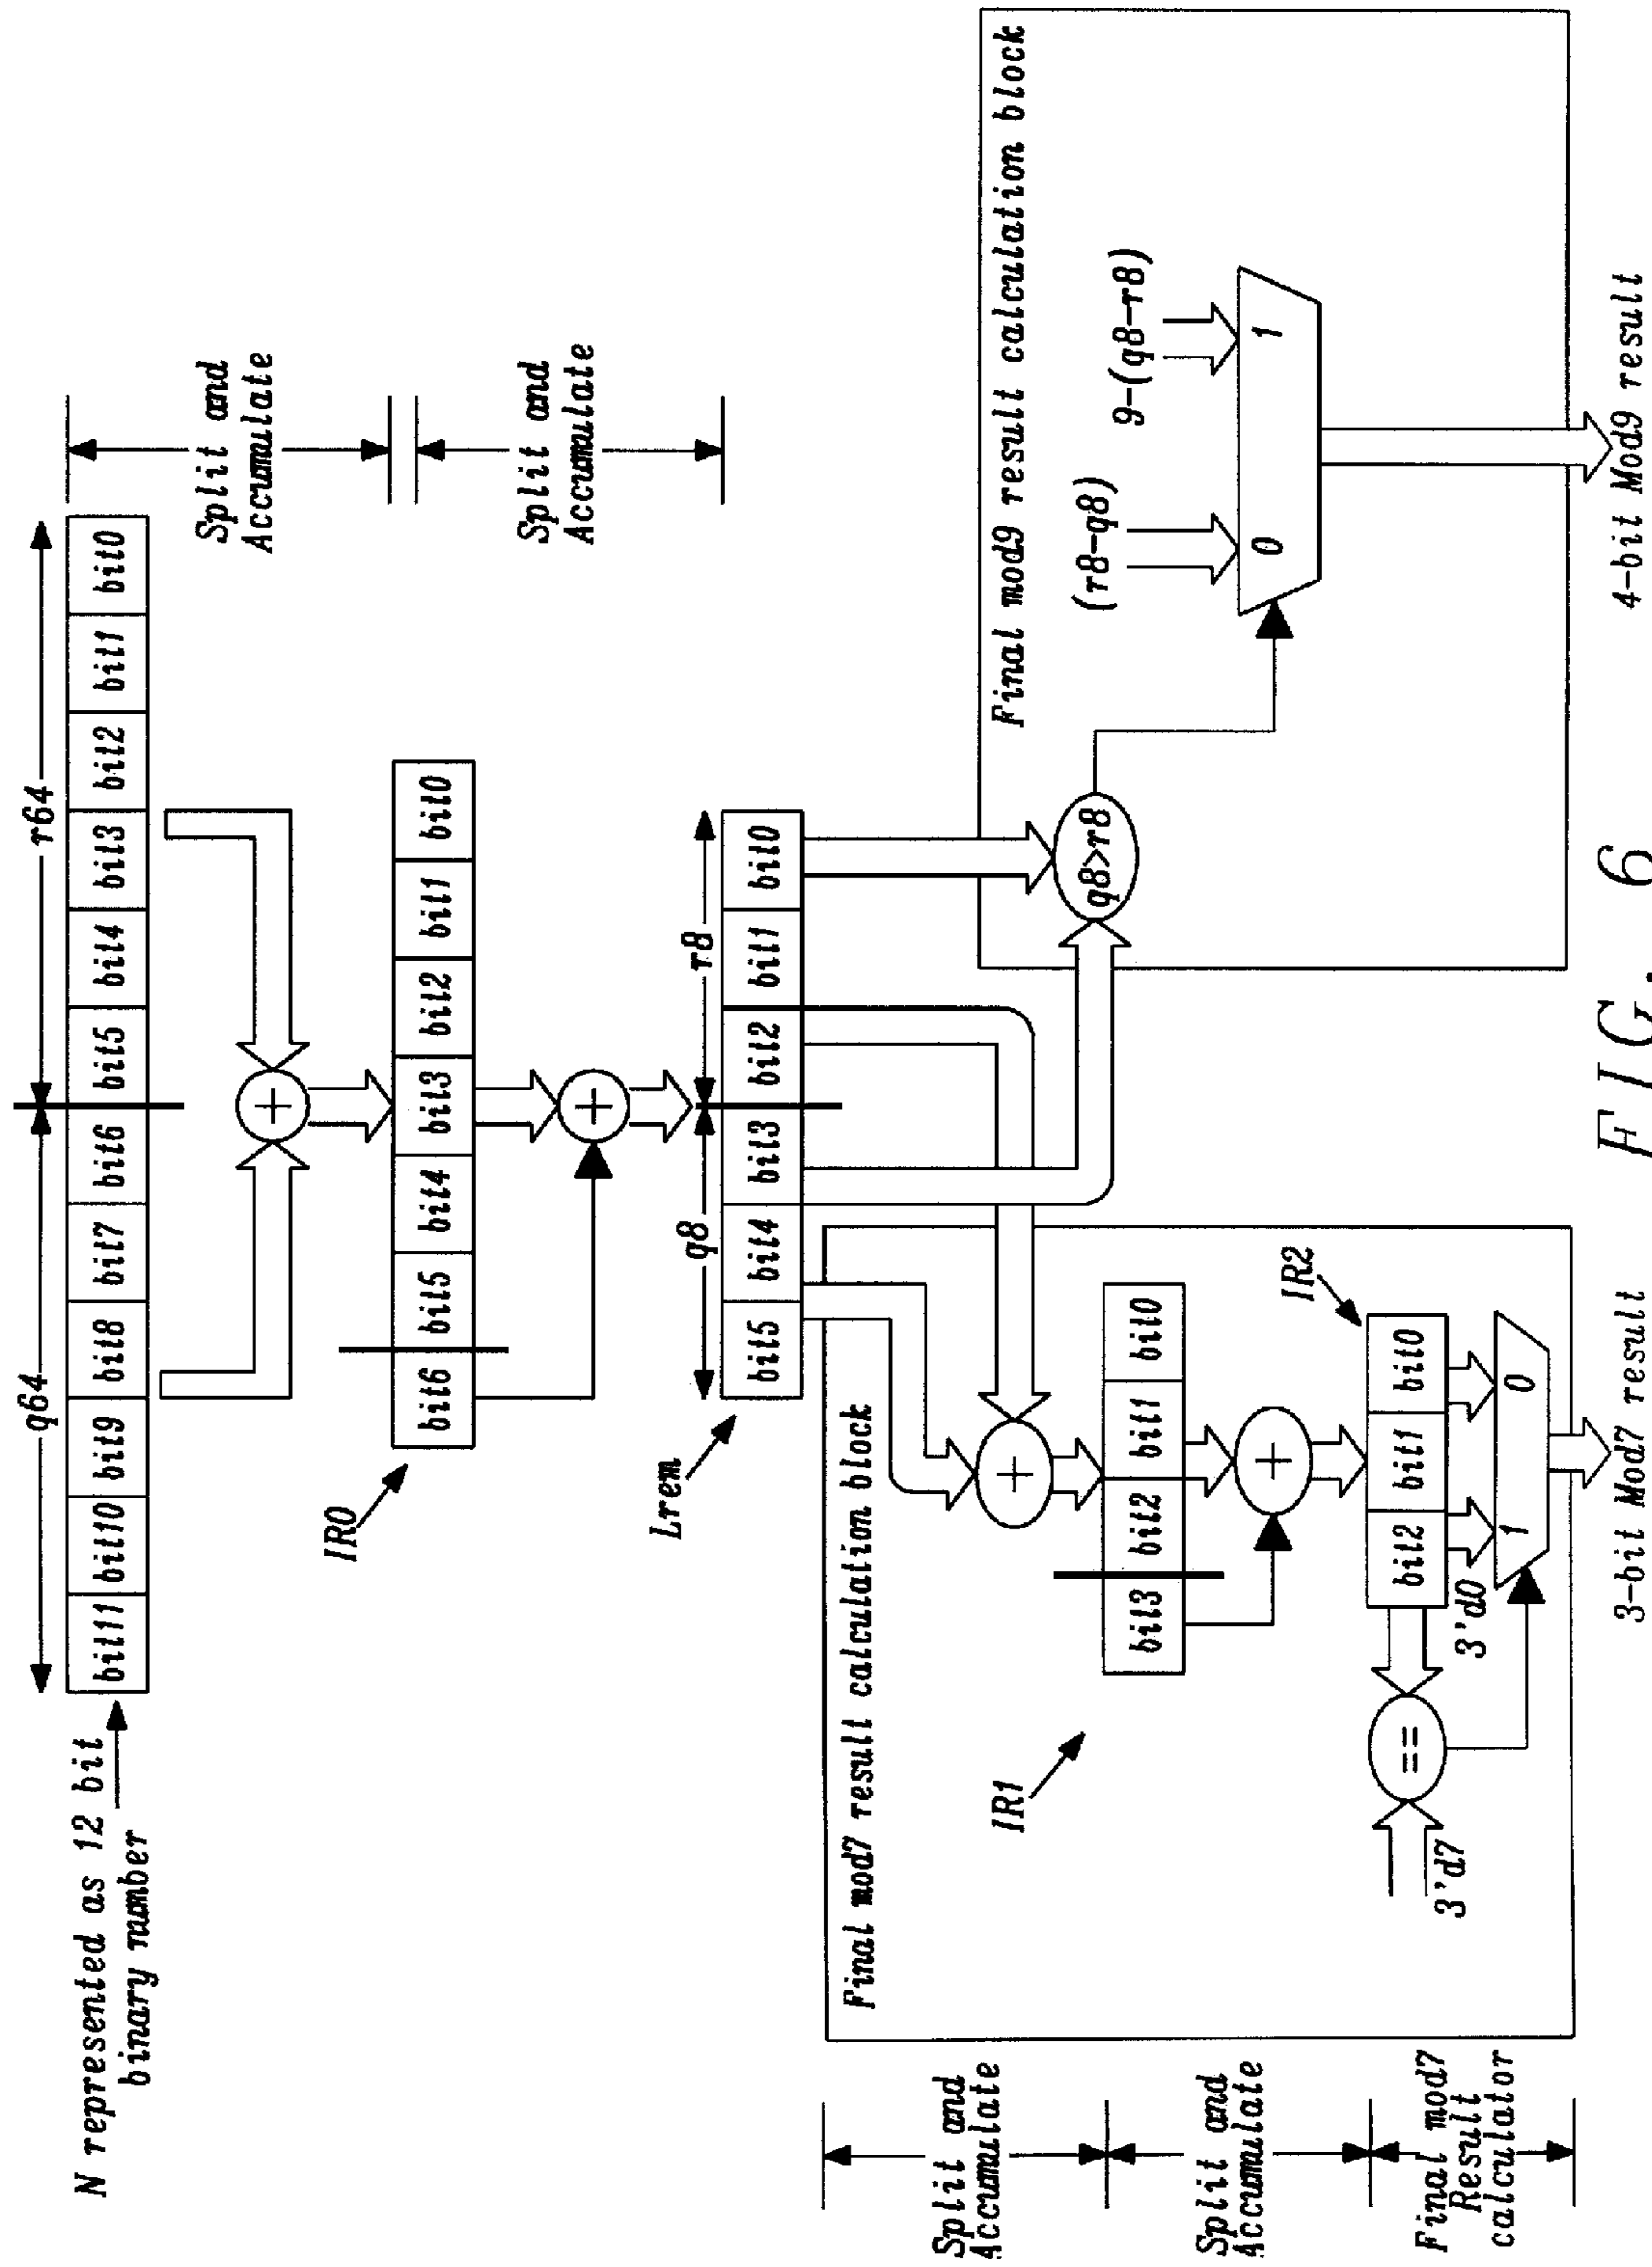 q64
r64
N represented as 12 bit
binary number
bit11 bit10 bit9 bit8 bit7 bit6 bit5 bit4 bit3 bit2 bit1 bit0
Split and
Accumulate
+
IR0
bit6 bit5 bit4 bit3 bit2 bit1 bit0
Split and
Accumulate
+
Lrem
q8
r8
bit5 bit4 bit3 bit2 bit1 bit0
Final mod7 result calculation block
Split and
Accumulate
+
IR1
bit3 bit2 bit1 bit0
Split and
Accumulate
+
IR2
bit2 bit1 bit0
3'd7
==
3'd0
1 0
Final mod7
Result
calculator
3-bit Mod7 result
Final mod9 result calculation block
q8>r8
(r8-q8)
9-(q8-r8)
0 1
4-bit Mod9 result
FIG. 6